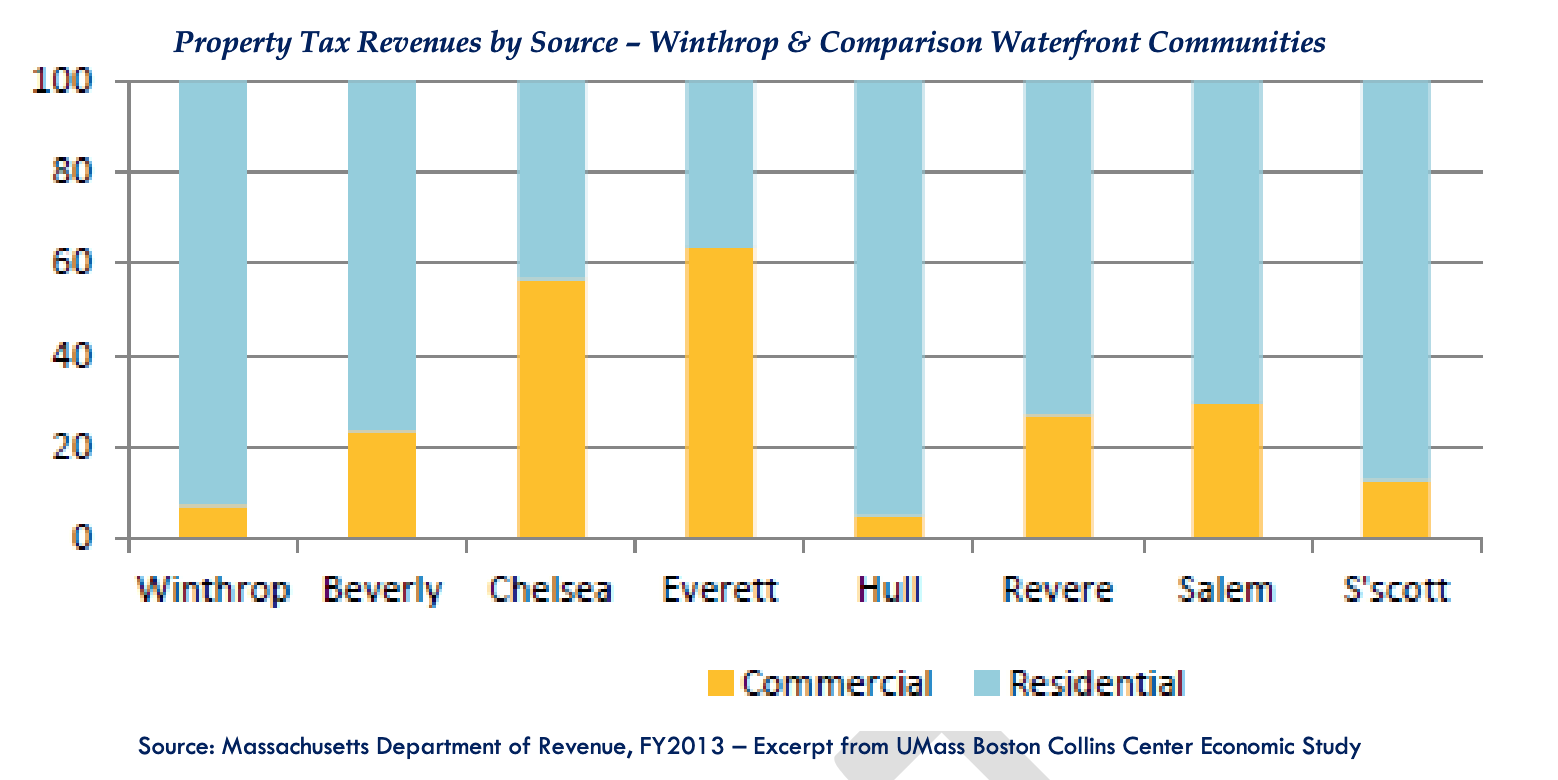 Property Tax Revenues by Source – Winthrop & Comparison Waterfront Communities
100
80
60
40
20
0
Winthrop Beverly Chelsea Everett Hull Revere Salem S'scott
Commercial Residential
Source: Massachusetts Department of Revenue, FY2013 – Excerpt from UMass Boston Collins Center Economic Study